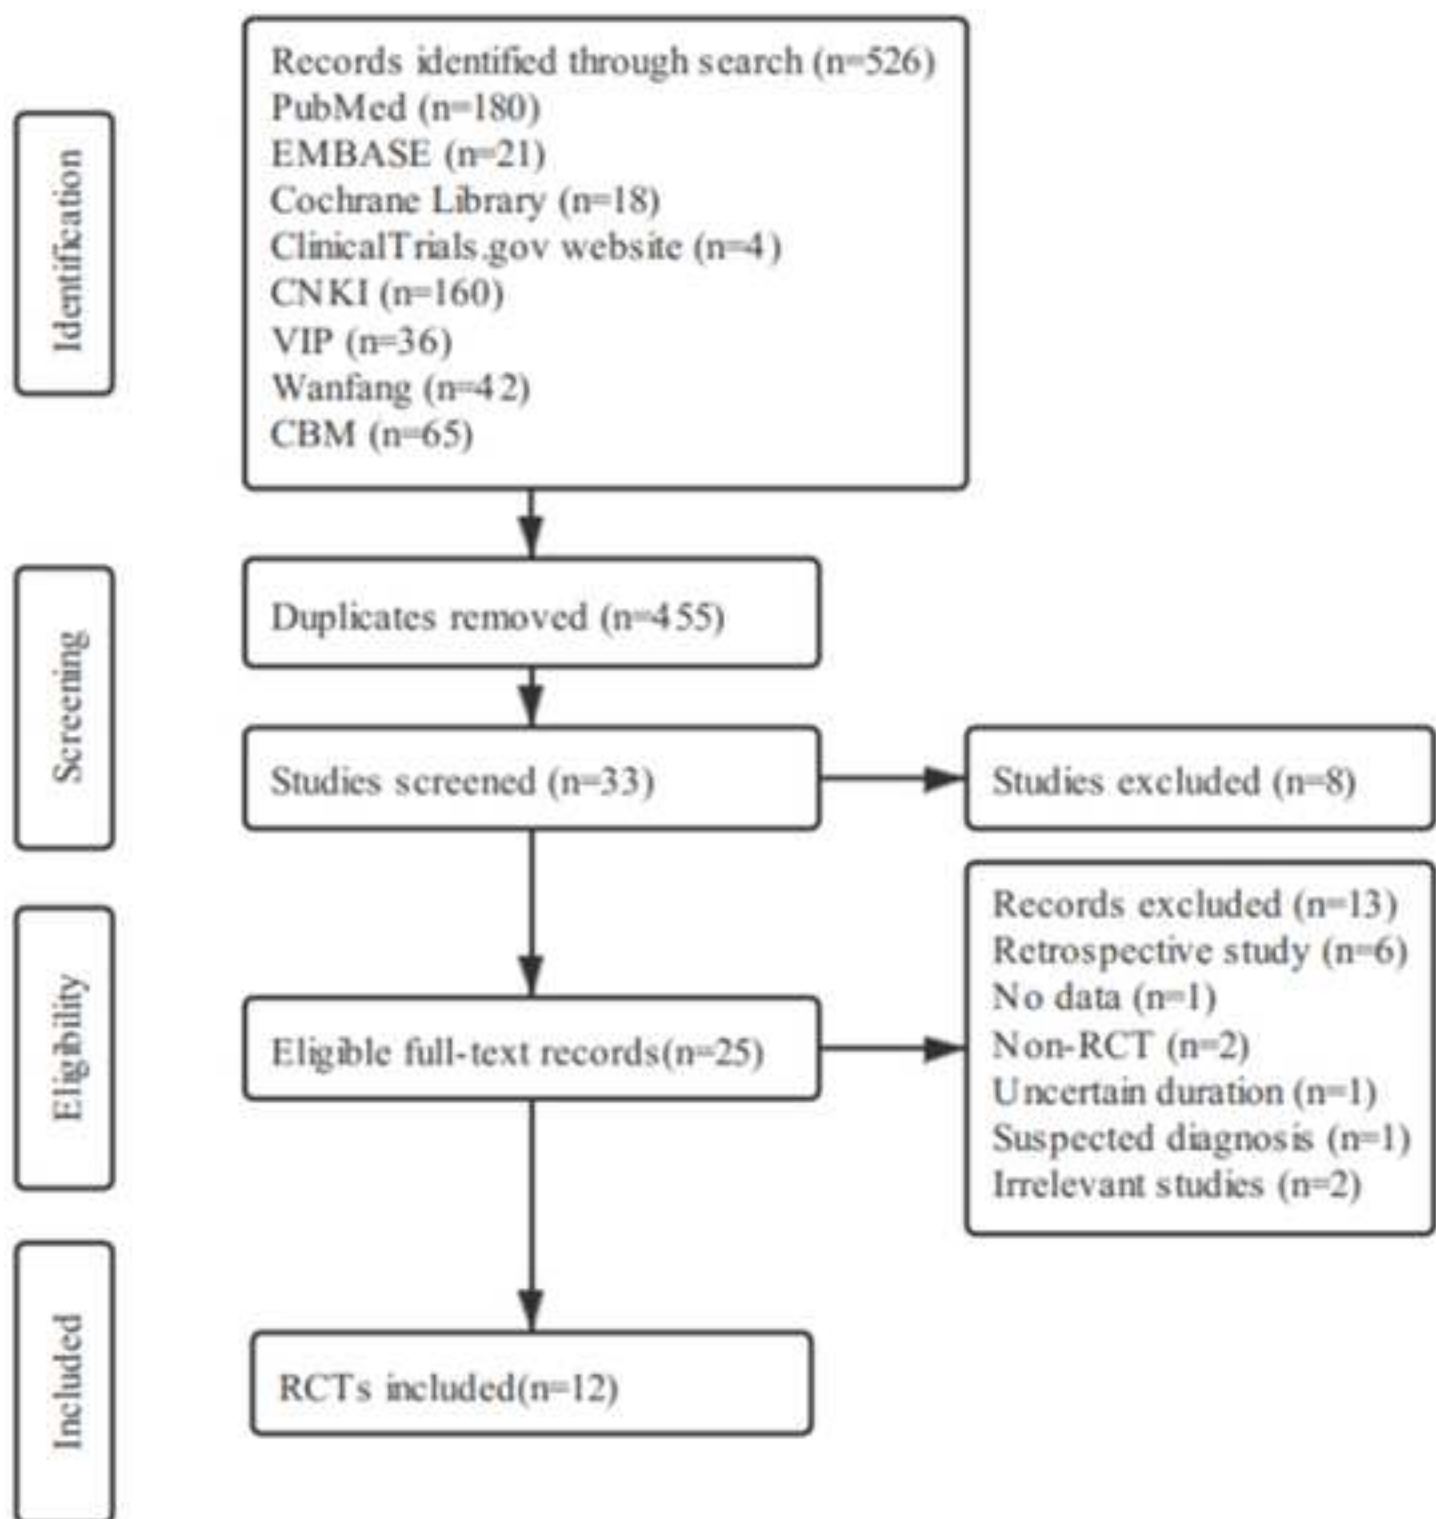 Identification
Records identified through search (n=526)
PubMed (n=180)
EMBASE (n=21)
Cochrane Library (n=18)
ClinicalTrials.gov website (n=4)
CNKI (n=160)
VIP (n=36)
Wanfang (n=42)
CBM (n=65)
Screening
Duplicates removed (n=455)
Studies screened (n=33)
Studies excluded (n=8)
Eligibility
Eligible full-text records(n=25)
Records excluded (n=13)
Retrospective study (n=6)
No data (n=1)
Non-RCT (n=2)
Uncertain duration (n=1)
Suspected diagnosis (n=1)
Irrelevant studies (n=2)
Included
RCTs included(n=12)